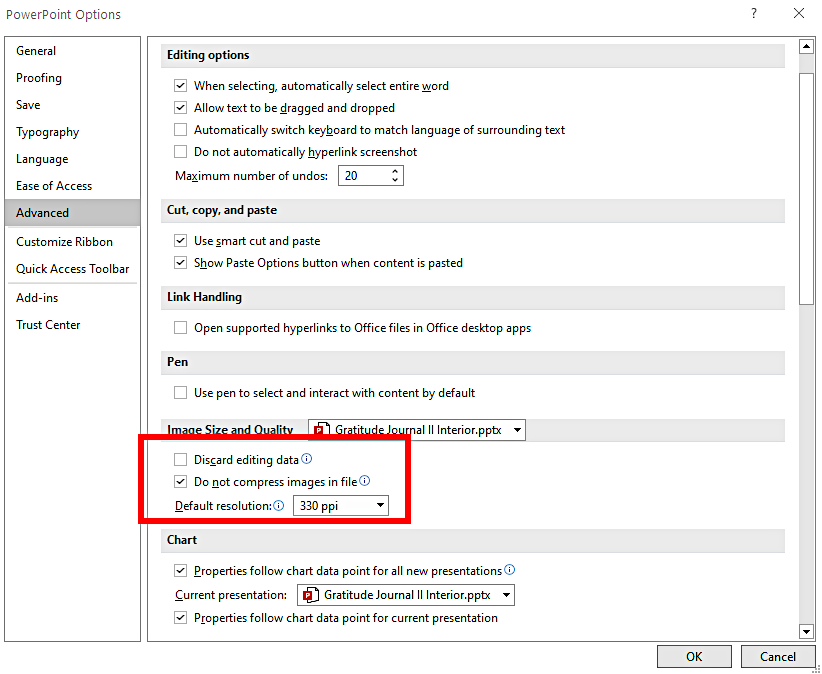 PowerPoint Options
?
General
Proofing
Save
Typography
Language
Ease of Access
Advanced
Customize Ribbon
Quick Access Toolbar
Add-ins
Trust Center
Editing options
When selecting, automatically select entire word
Allow text to be dragged and dropped
Automatically switch keyboard to match language of surrounding text
Do not automatically hyperlink screenshot
Maximum number of undos: 20
Cut, copy, and paste
Use smart cut and paste
Show Paste Options button when content is pasted
Link Handling
Open supported hyperlinks to Office files in Office desktop apps
Pen
Use pen to select and interact with content by default
Image Size and Quality Gratitude Journal II Interior.pptx
Discard editing data
Do not compress images in file
Default resolution: 330 ppi
Chart
Properties follow chart data point for all new presentations
Current presentation: Gratitude Journal II Interior.pptx
Properties follow chart data point for current presentation
OK Cancel